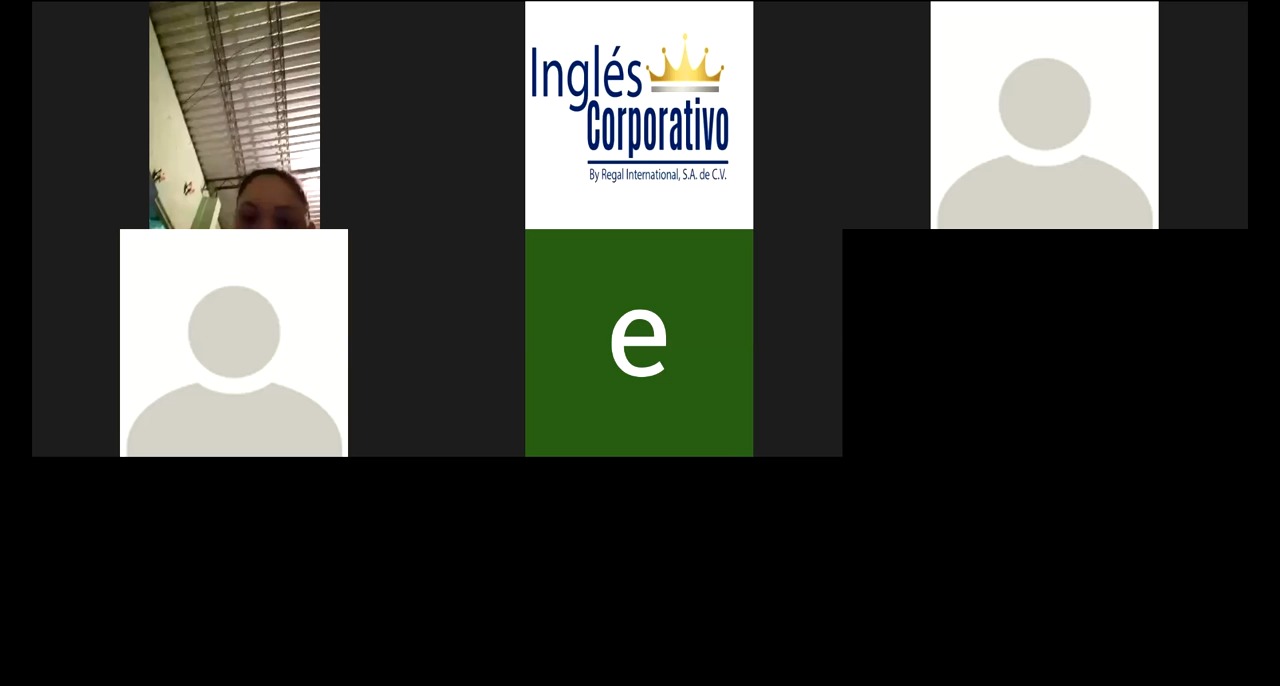 Inglés
Corporativo
By Regal International, S.A. de C.V.
e